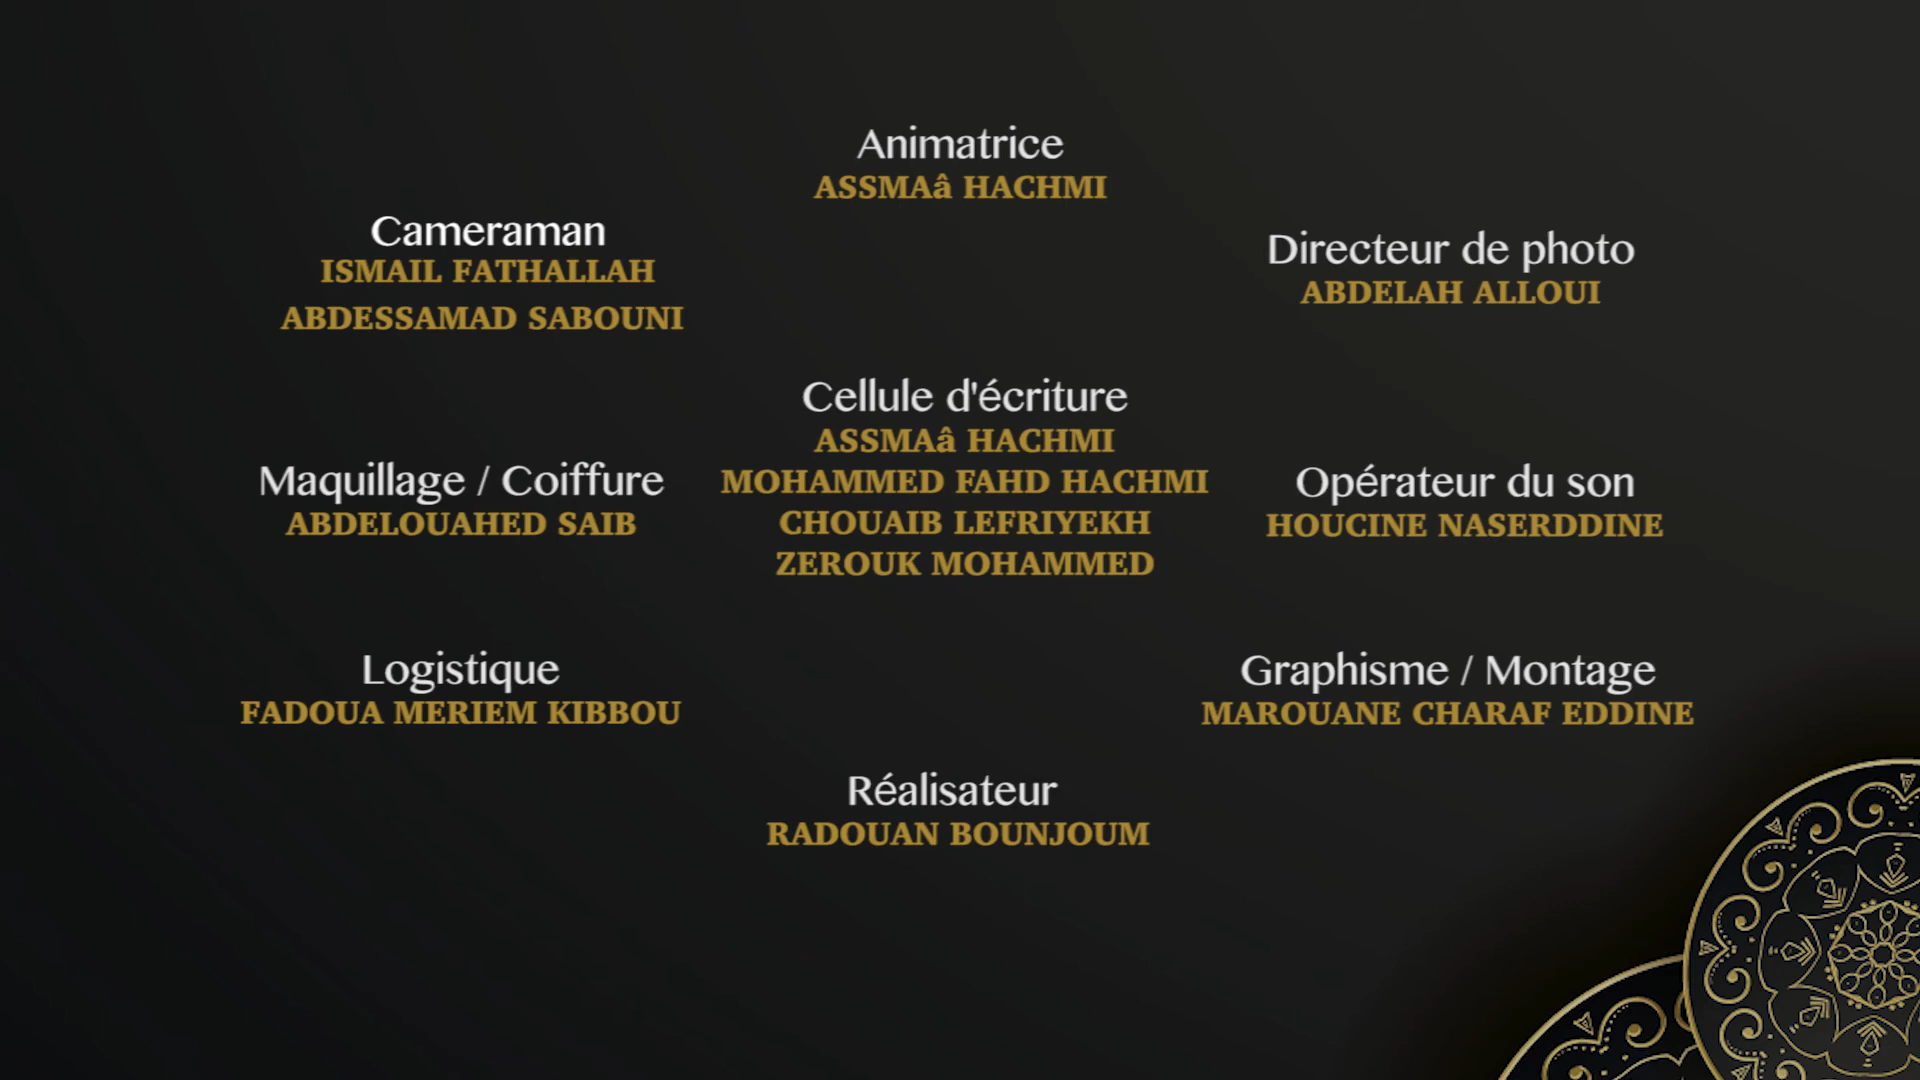 Animatrice
ASSMAâ HACHMI
Cameraman
ISMAIL FATHALLAH
ABDESSAMAD SABOUNI
Directeur de photo
ABDELAH ALLOUI
Cellule d'écriture
ASSMAâ HACHMI
MOHAMMED FAHD HACHMI
CHOUAIB LEFRIYEKH
ZEROUK MOHAMMED
Maquillage / Coiffure
ABDELOUAHED SAIB
Opérateur du son
HOUCINE NASERDDINE
Logistique
FADOUA MERIEM KIBBOU
Graphisme / Montage
MAROUANE CHARAF EDDINE
Réalisateur
RADOUAN BOUNJOUM